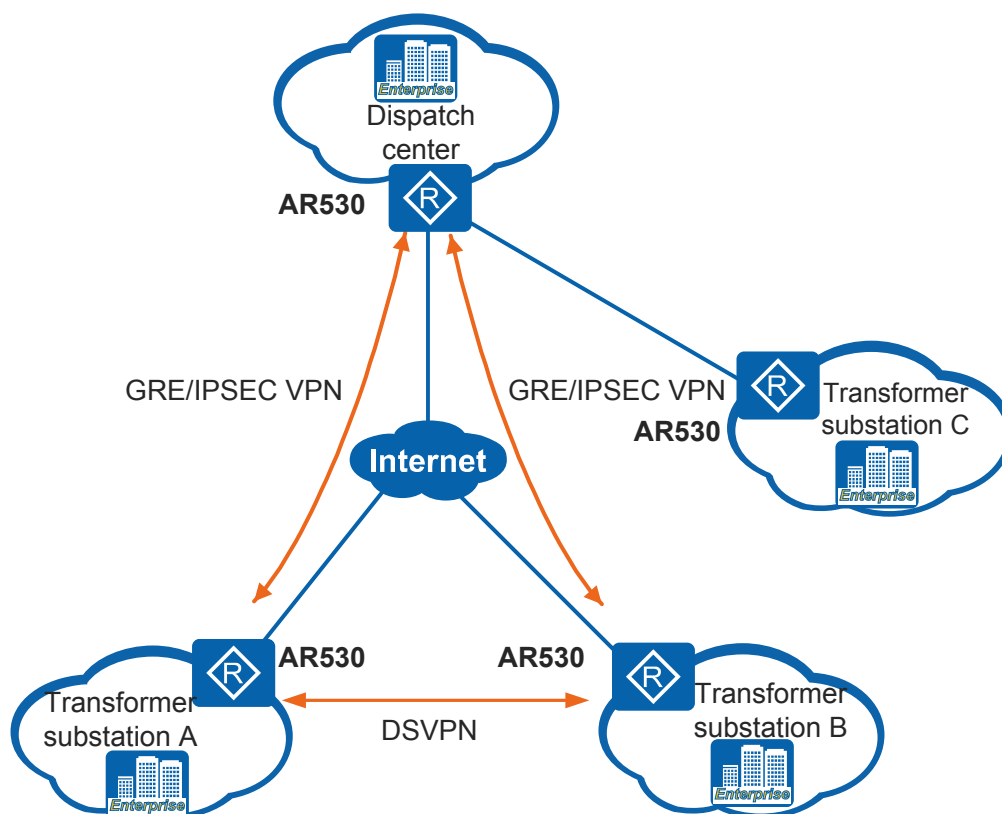 Enterprise
Dispatch
center
AR530
R
GRE/IPSEC VPN
GRE/IPSEC VPN
R
Transformer
substation C
AR530
Enterprise
Internet
R
AR530
AR530
R
Transformer
substation A
DSVPN
Transformer
substation B
Enterprise
Enterprise